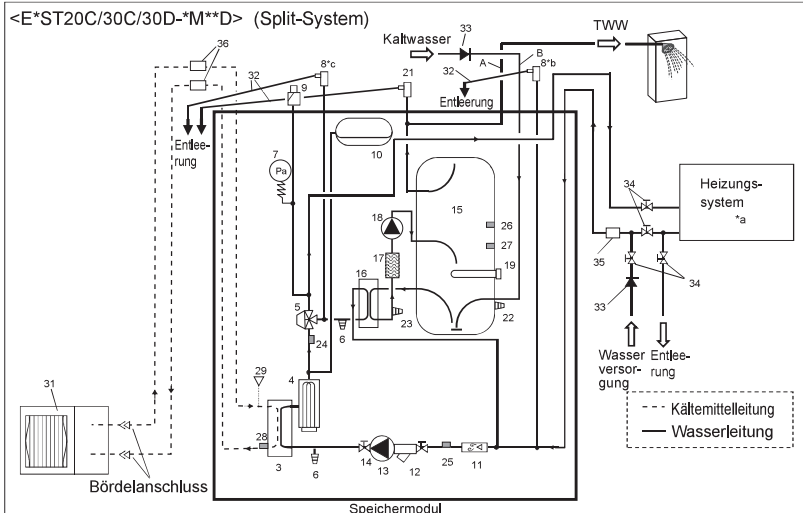 <E*ST20C/30C/30D-*M**D> (Split-System)
36
32
9
8*c
21
Kaltwasser
33
A
B
32
8*b
Entleerung
TWW
Entlee-
rung
7
Pa
10
15
18
17
16
26
27
19
22
23
5
6
24
4
29
28
3
6
14
13
12
25
11
Heizungs-
system
*a
34
35
34
33
Wasser
versorgung
Entlee-
rung
31
Bördelanschluss
Kältemittelleitung
Wasserleitung
Speichermodul